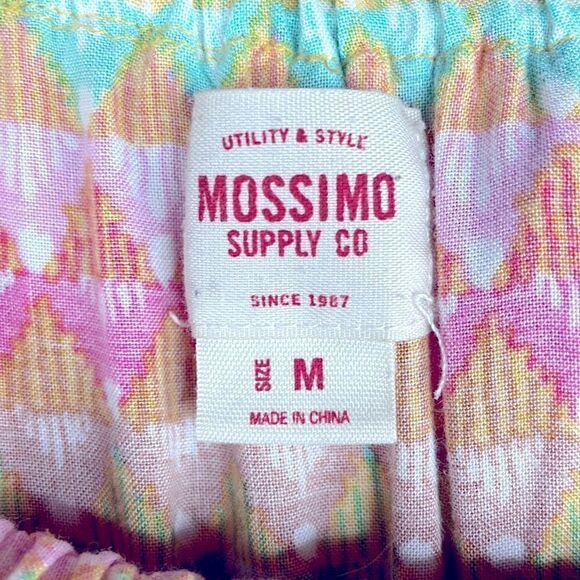 UTILITY & STYLE
MOSSIMO
SUPPLY CO
SINCE 1987
SIZE M
MADE IN CHINA